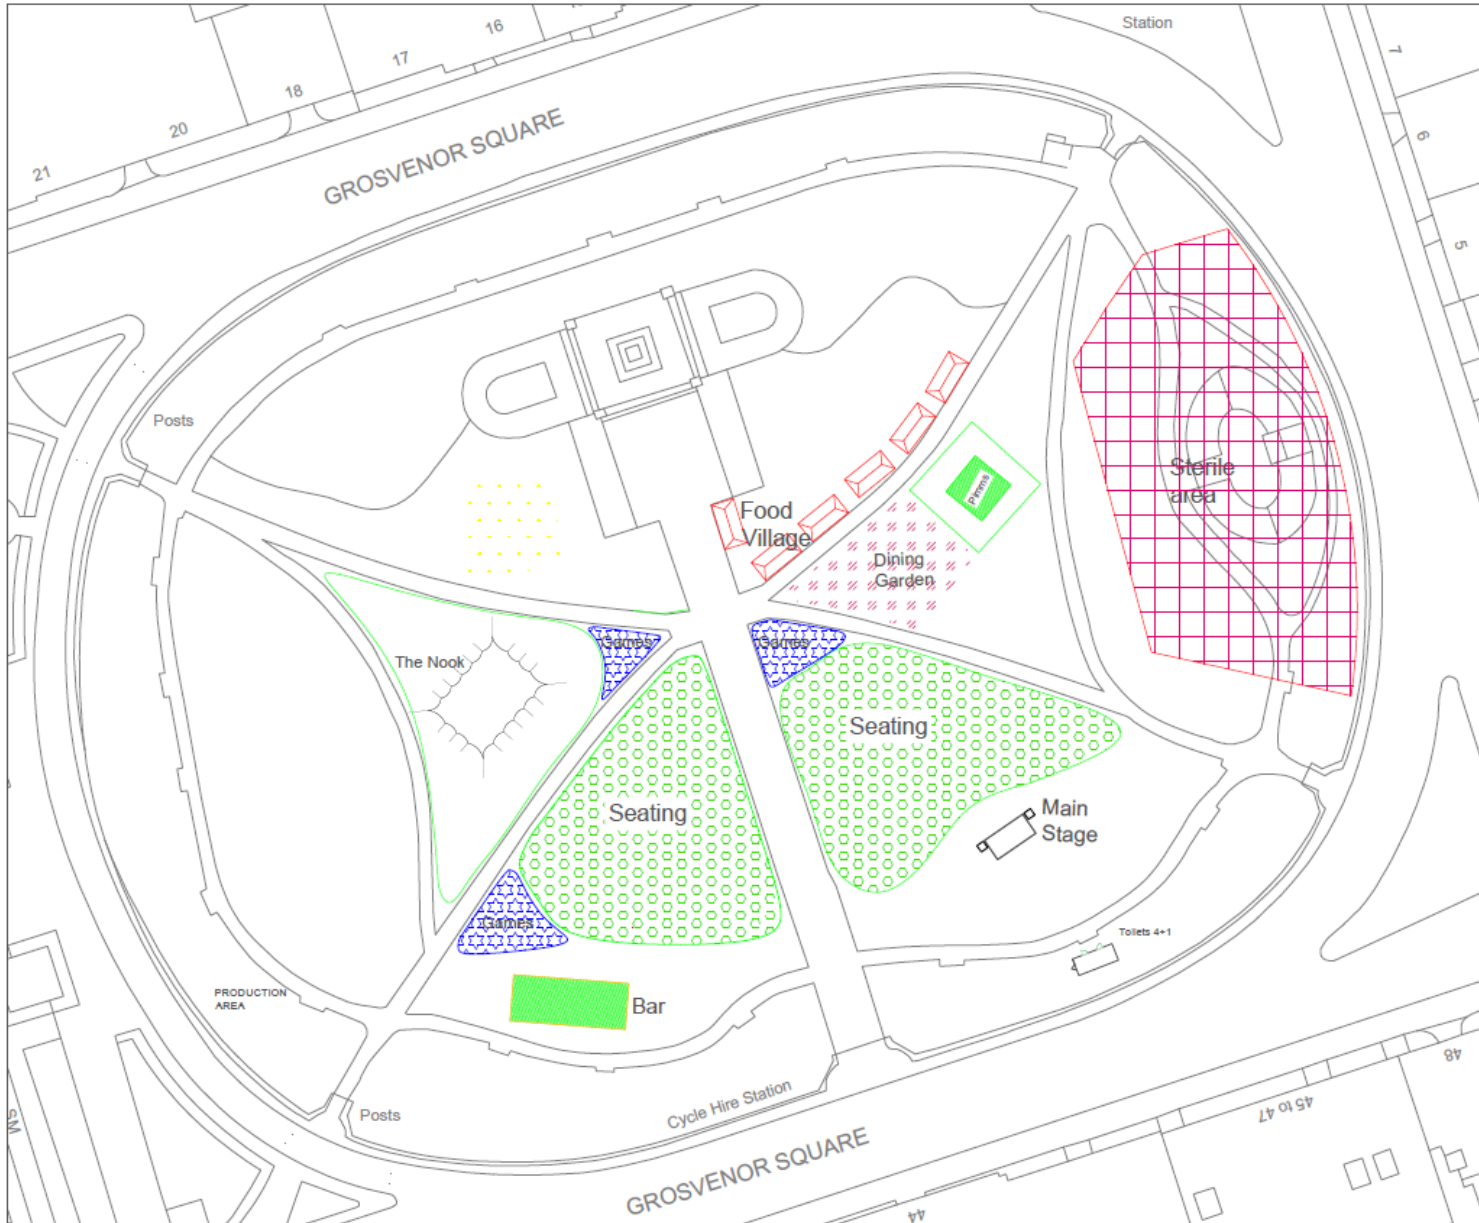 Station
16
17
18
20
21
7
6
5
GROSVENOR SQUARE
Posts
Sterile
area
Pimms
Food
Village
Dining
Garden
Games
Games
The Nook
Seating
Seating
Main
Stage
Games
Toilets 4+1
PRODUCTION
AREA
Bar
Posts
Cycle Hire Station
GROSVENOR SQUARE
SM
48
45 to 47
44